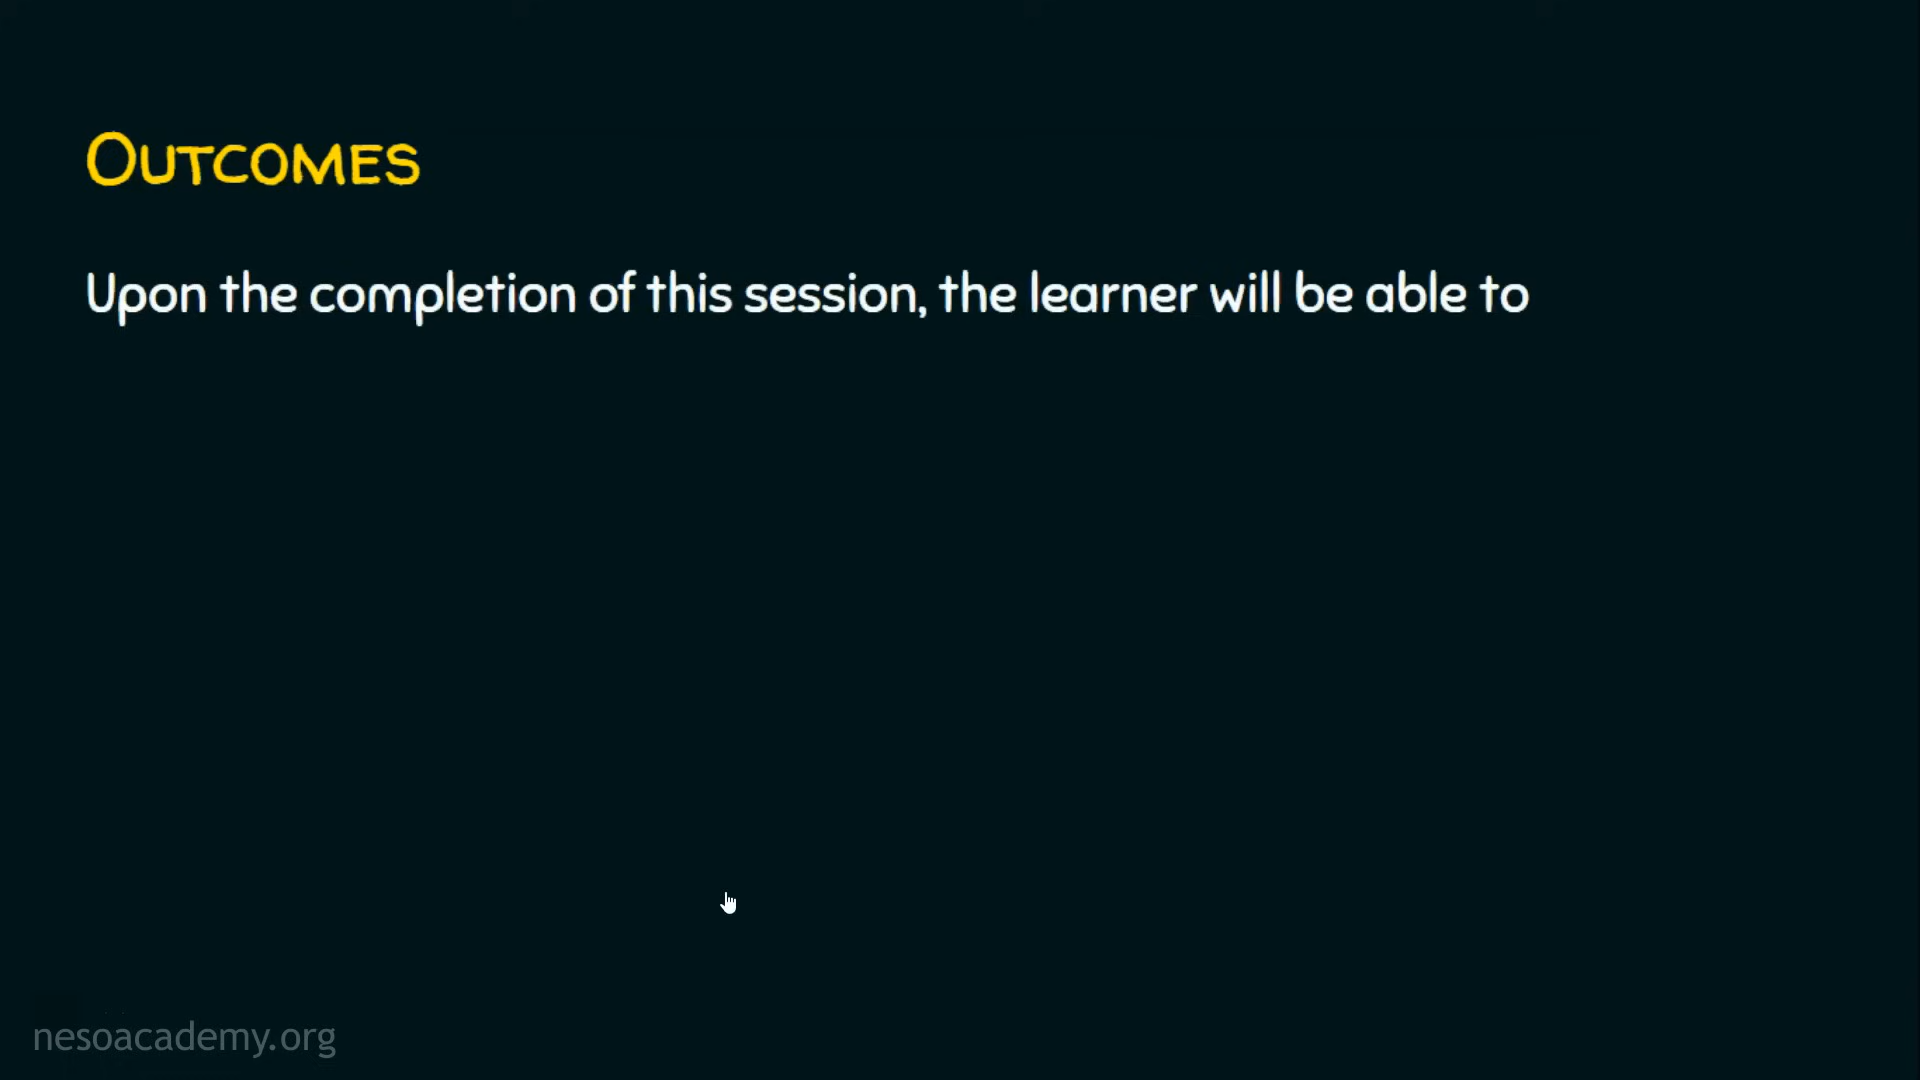 Outcomes
Upon the completion of this session, the learner will be able to
nesoacademy.org